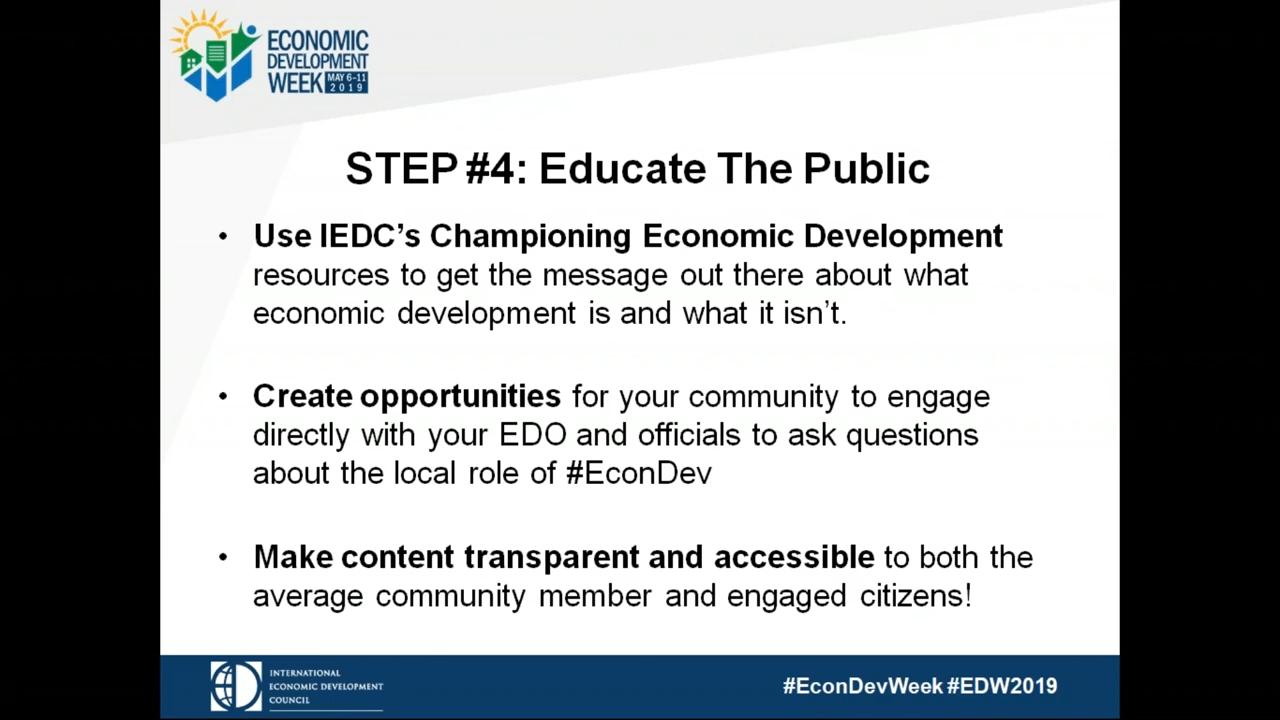 ECONOMIC
DEVELOPMENT
WEEK MAY 6-11
2019
STEP #4: Educate The Public
• Use IEDC’s Championing Economic Development
resources to get the message out there about what
economic development is and what it isn’t.
• Create opportunities for your community to engage
directly with your EDO and officials to ask questions
about the local role of #EconDev
• Make content transparent and accessible to both the
average community member and engaged citizens!
INTERNATIONAL
ECONOMIC DEVELOPMENT
COUNCIL
#EconDevWeek #EDW2019